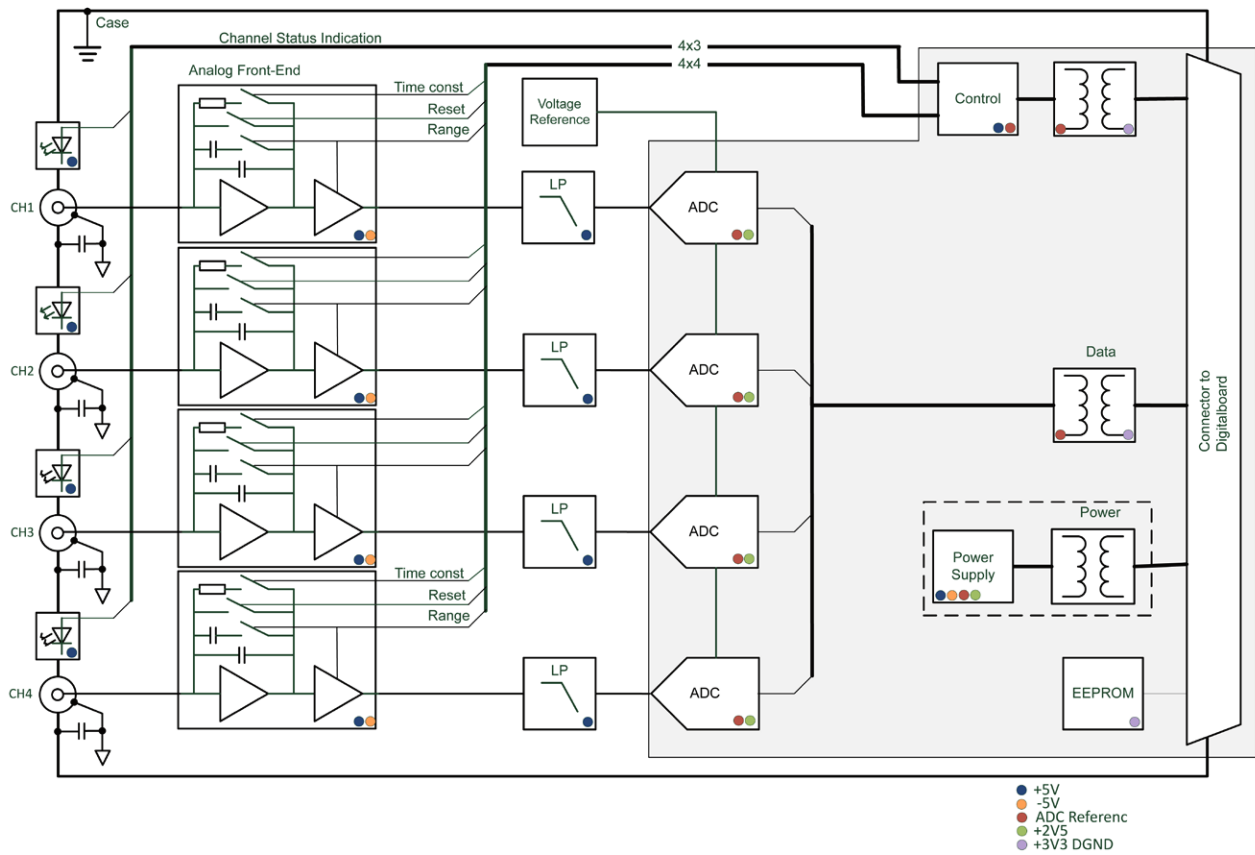 Case
Channel Status Indication
4x3
4x4
Analog Front-End
Time const
Reset
Range
Voltage
Reference
Control
LP
ADC
CH1
LP
ADC
CH2
Data
Connector to
Digitalboard
LP
ADC
CH3
Power
Power
Supply
Time const
Reset
Range
LP
ADC
CH4
EEPROM
+5V
-5V
ADC Referenc
+2V5
+3V3 DGND